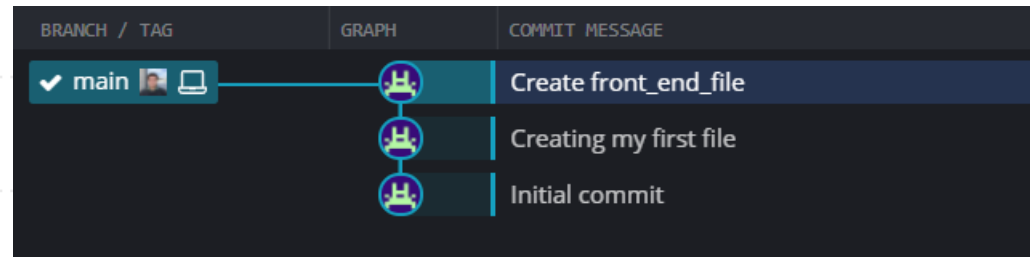 BRANCH / TAG GRAPH COMMIT MESSAGE
main Create front_end_file
Creating my first file
Initial commit